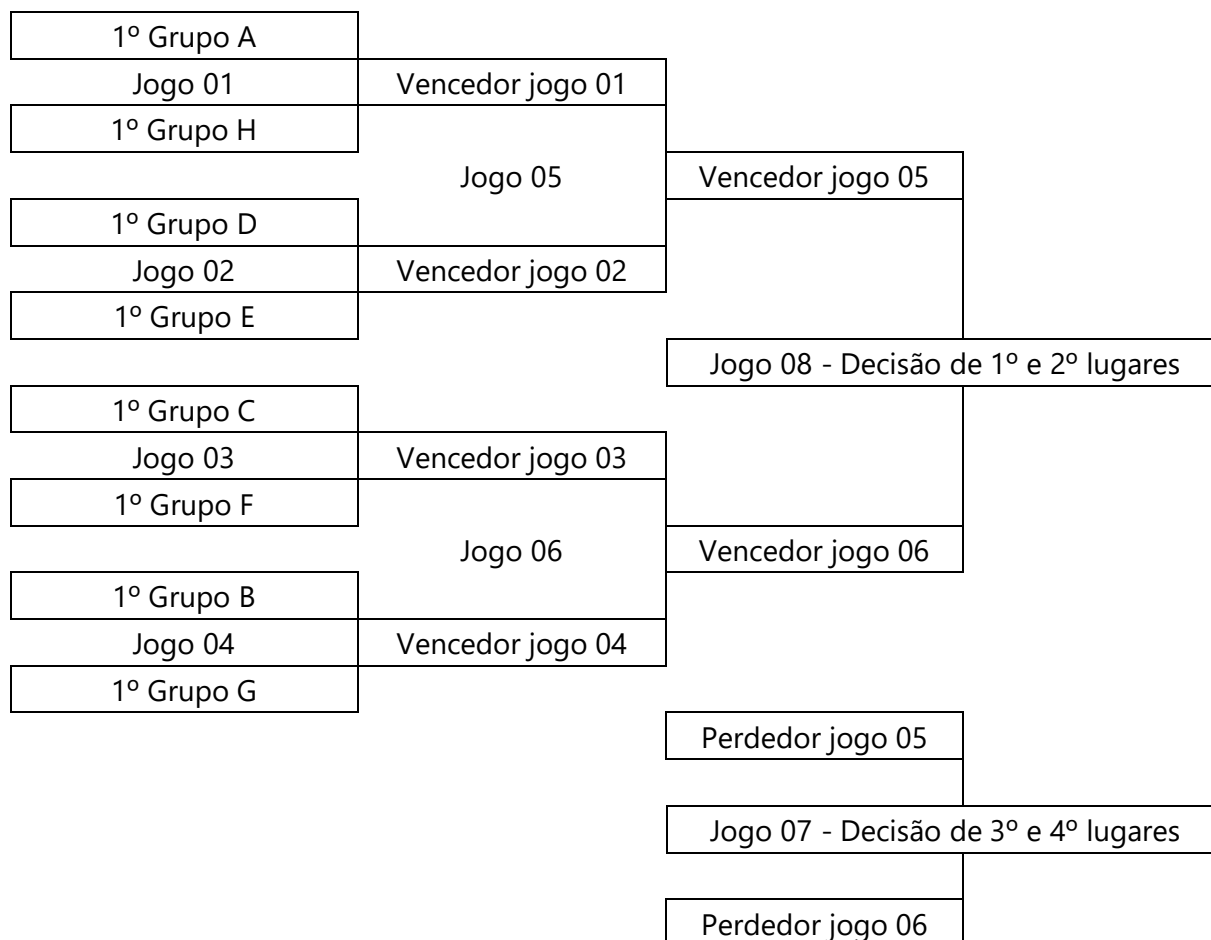 1º Grupo A
Jogo 01
Vencedor jogo 01
1º Grupo H
Jogo 05
Vencedor jogo 05
1º Grupo D
Jogo 02
Vencedor jogo 02
1º Grupo E
Jogo 08 - Decisão de 1º e 2º lugares
1º Grupo C
Jogo 03
Vencedor jogo 03
1º Grupo F
Jogo 06
Vencedor jogo 06
1º Grupo B
Jogo 04
Vencedor jogo 04
1º Grupo G
Perdedor jogo 05
Jogo 07 - Decisão de 3º e 4º lugares
Perdedor jogo 06